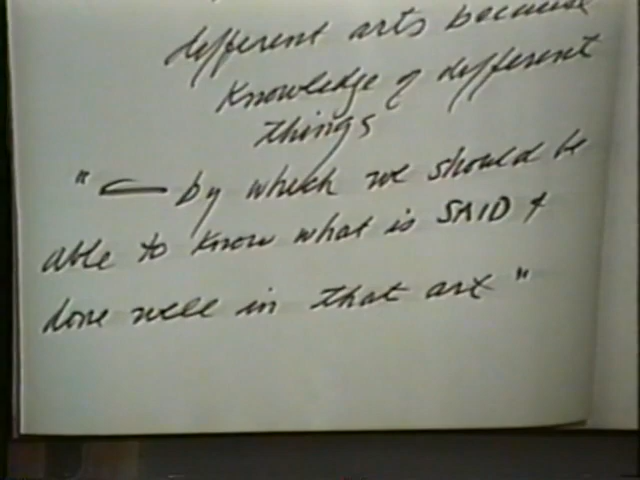 different arts because
Knowledge of different
things
" — by which we should be
able to know what is SAID &
done well in that art "